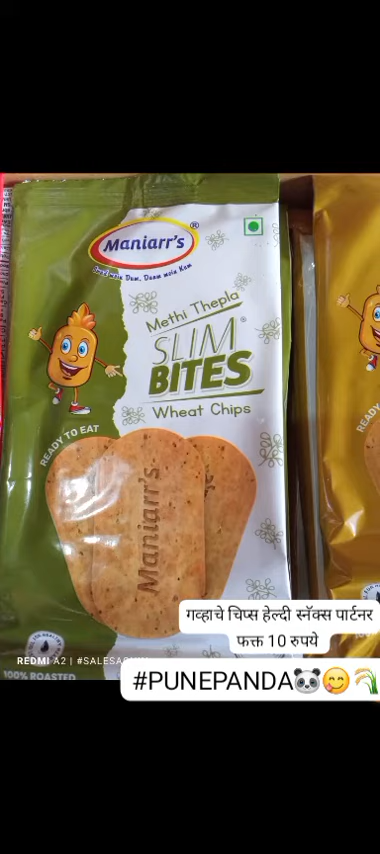 Maniarr's®
Swad mein Dum, Daam mein Kam
Methi Thepla
SLIM®
BITES
Wheat Chips
READY TO EAT
Maniarr's
READY
गव्हाचे चिप्स हेल्दी स्नॅक्स पार्टनर
फक्त 10 रुपये
REDMI A2 | #SALESA
100% ROASTED
#PUNEPANDA🐼😋🌾